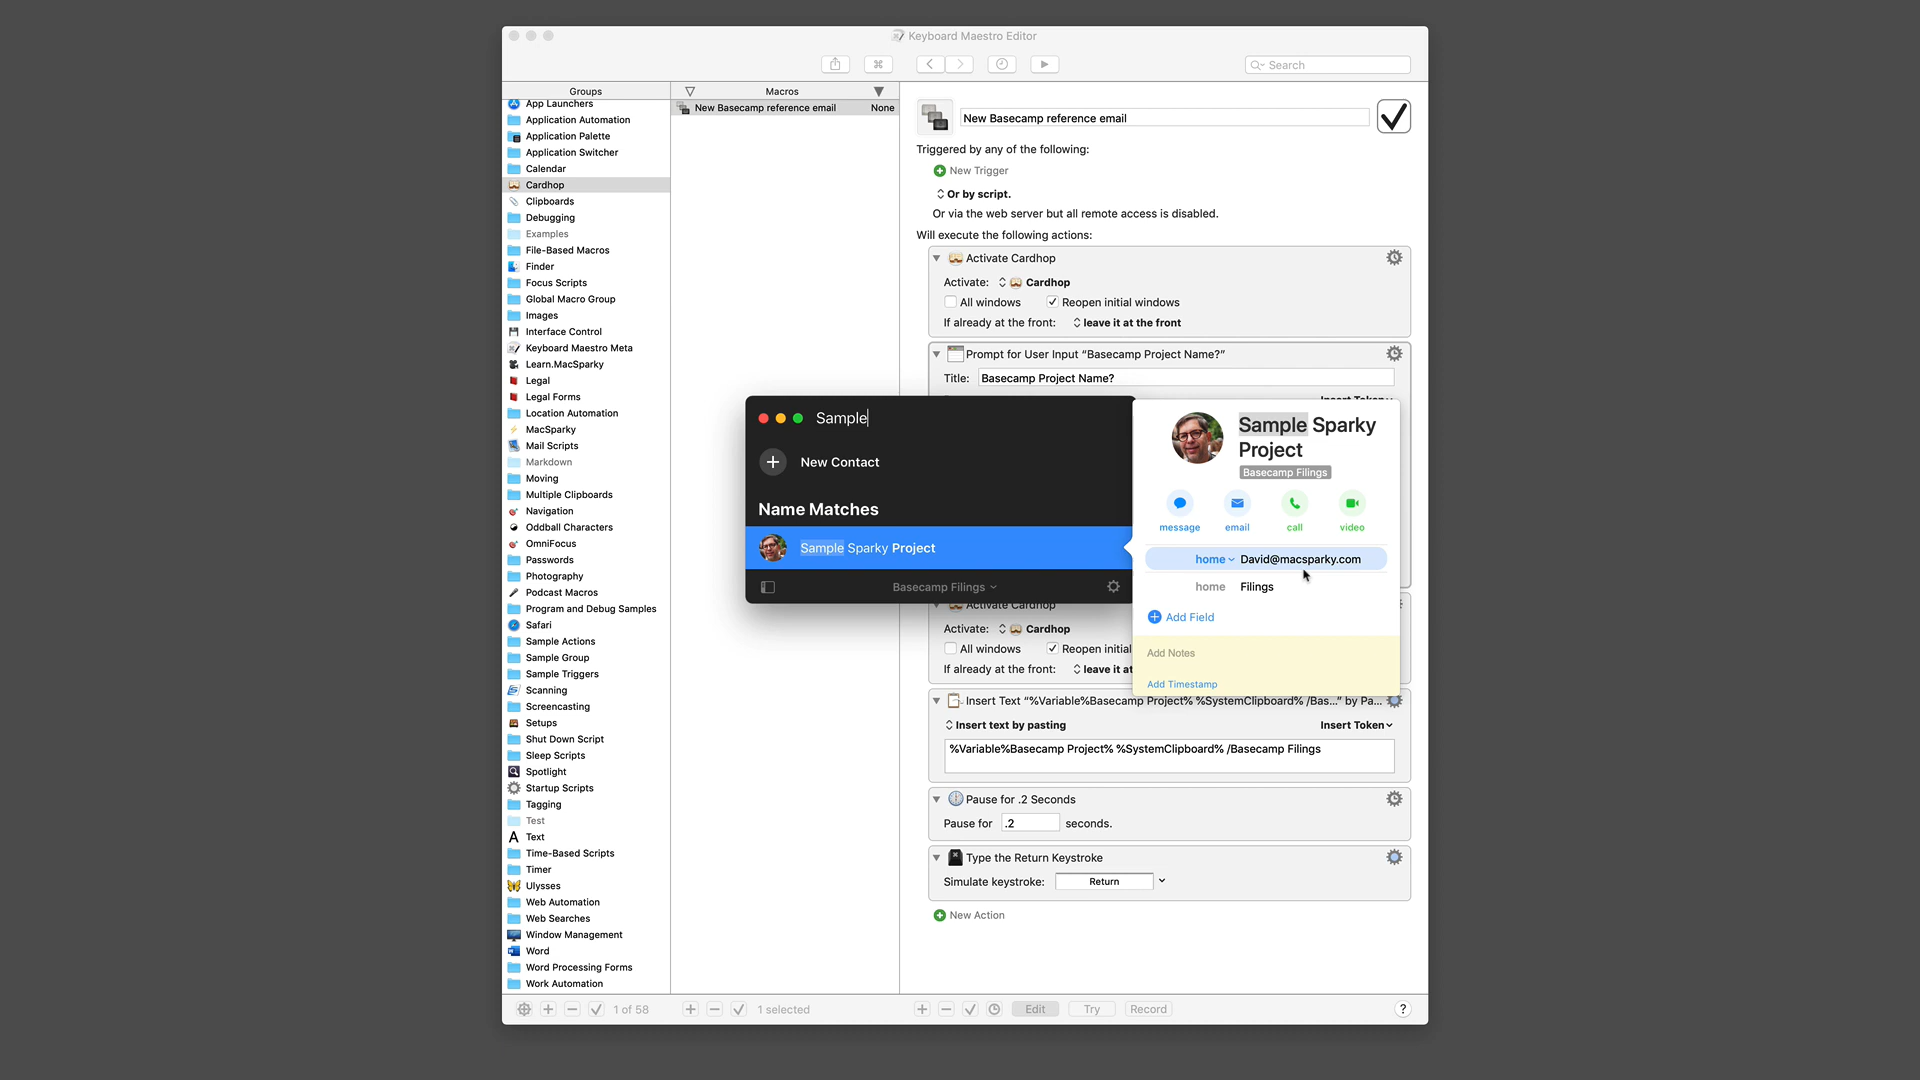 Keyboard Maestro Editor
Search
Groups
Macros
App Launchers
Application Automation
Application Palette
Application Switcher
Calendar
Cardhop
Clipboards
Debugging
Examples
File-Based Macros
Finder
Focus Scripts
Global Macro Group
Images
Interface Control
Keyboard Maestro Meta
Learn.MacSparky
Legal
Legal Forms
Location Automation
MacSparky
Mail Scripts
Markdown
Moving
Multiple Clipboards
Navigation
Oddball Characters
OmniFocus
Passwords
Photography
Podcast Macros
Program and Debug Samples
Safari
Sample Actions
Sample Group
Sample Triggers
Scanning
Screencasting
Setups
Shut Down Script
Sleep Scripts
Spotlight
Startup Scripts
Tagging
Test
Text
Time-Based Scripts
Timer
Ulysses
Web Automation
Web Searches
Window Management
Word
Word Processing Forms
Work Automation
1 of 58
New Basecamp reference email None
1 selected
New Basecamp reference email
Triggered by any of the following:
New Trigger
Or by script.
Or via the web server but all remote access is disabled.
Will execute the following actions:
Activate Cardhop
Activate: Cardhop
All windows Reopen initial windows
If already at the front: leave it at the front
Prompt for User Input “Basecamp Project Name?”
Title: Basecamp Project Name?
Sample
New Contact
Name Matches
Sample Sparky Project
Basecamp Filings
Sample Sparky
Project
Basecamp Filings
message email call video
home David@macsparky.com
home Filings
Add Field
Add Notes
Add Timestamp
Activate Cardhop
Activate: Cardhop
All windows Reopen initial
If already at the front: leave it at
Insert Text “%Variable%Basecamp Project% %SystemClipboard% /Bas...” by Pa...
Insert text by pasting Insert Token
%Variable%Basecamp Project% %SystemClipboard% /Basecamp Filings
Pause for .2 Seconds
Pause for .2 seconds.
Type the Return Keystroke
Simulate keystroke: Return
New Action
Edit Try Record ?